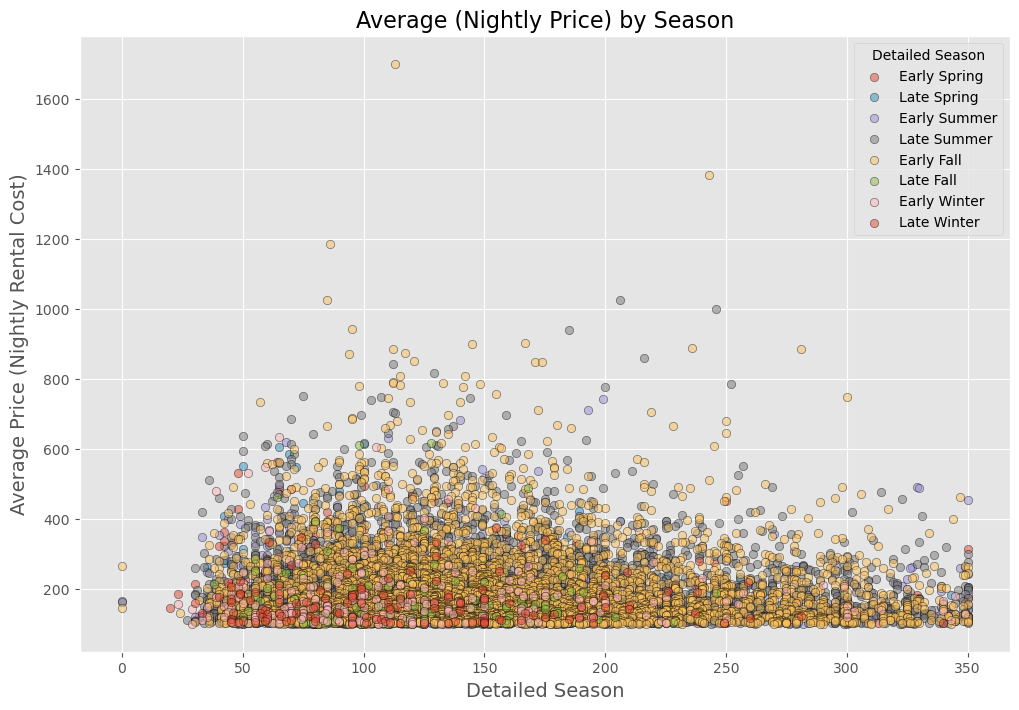 Average (Nightly Price) by Season
Average Price (Nightly Rental Cost)
1600
1400
1200
1000
800
600
400
200
0
50
100
150
200
250
300
350
Detailed Season
Detailed Season
Early Spring
Late Spring
Early Summer
Late Summer
Early Fall
Late Fall
Early Winter
Late Winter